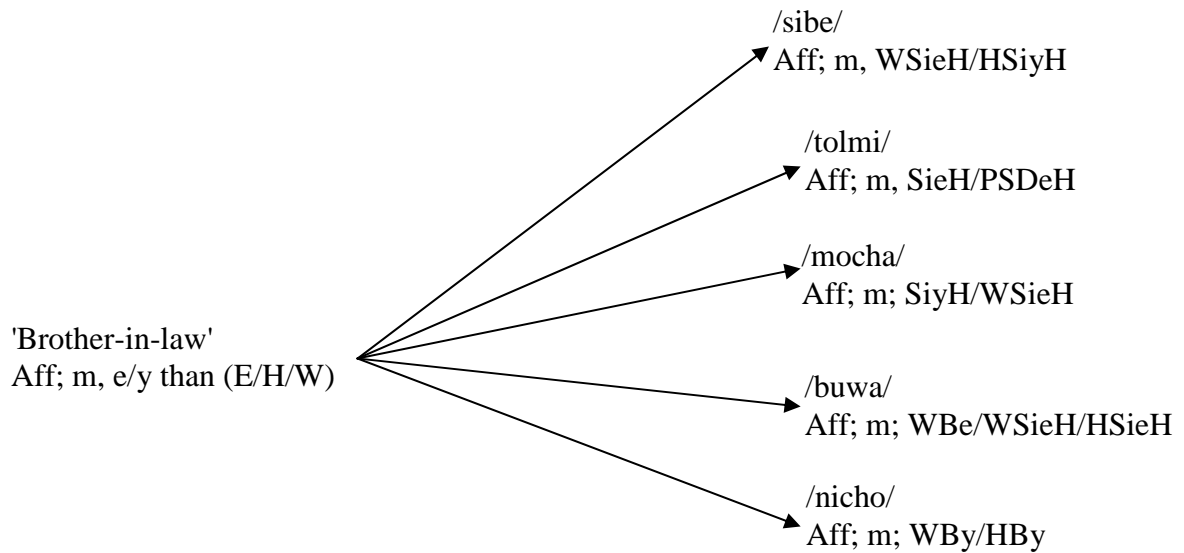 /sibe/
Aff; m, WSieH/HSiyH
/tolmi/
Aff; m, SieH/PSDeH
/mocha/
Aff; m; SiyH/WSieH
'Brother-in-law'
Aff; m, e/y than (E/H/W)
/buwa/
Aff; m; WBe/WSieH/HSieH
/nicho/
Aff; m; WBy/HBy